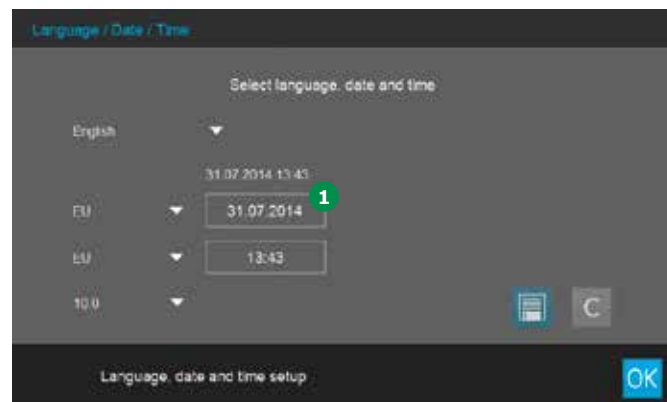 Language / Date / Time
Select language, date and time
English
31.07.2014 13:43
EU 31.07.2014 1
EU 13:43
10.0
C
Language, date and time setup
OK